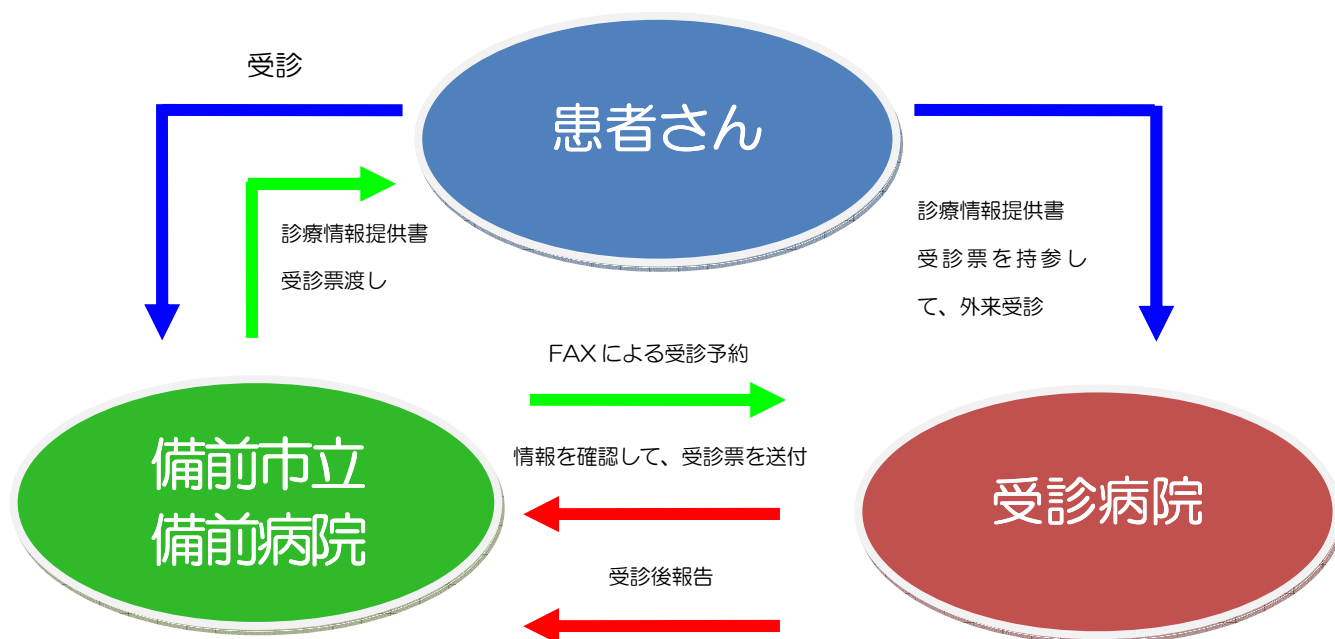 受診
患者さん
診療情報提供書
受診票渡し
診療情報提供書
受診票を持参し
て、外来受診
FAXによる受診予約
情報を確認して、受診票を送付
備前市立
備前病院
受診病院
受診後報告